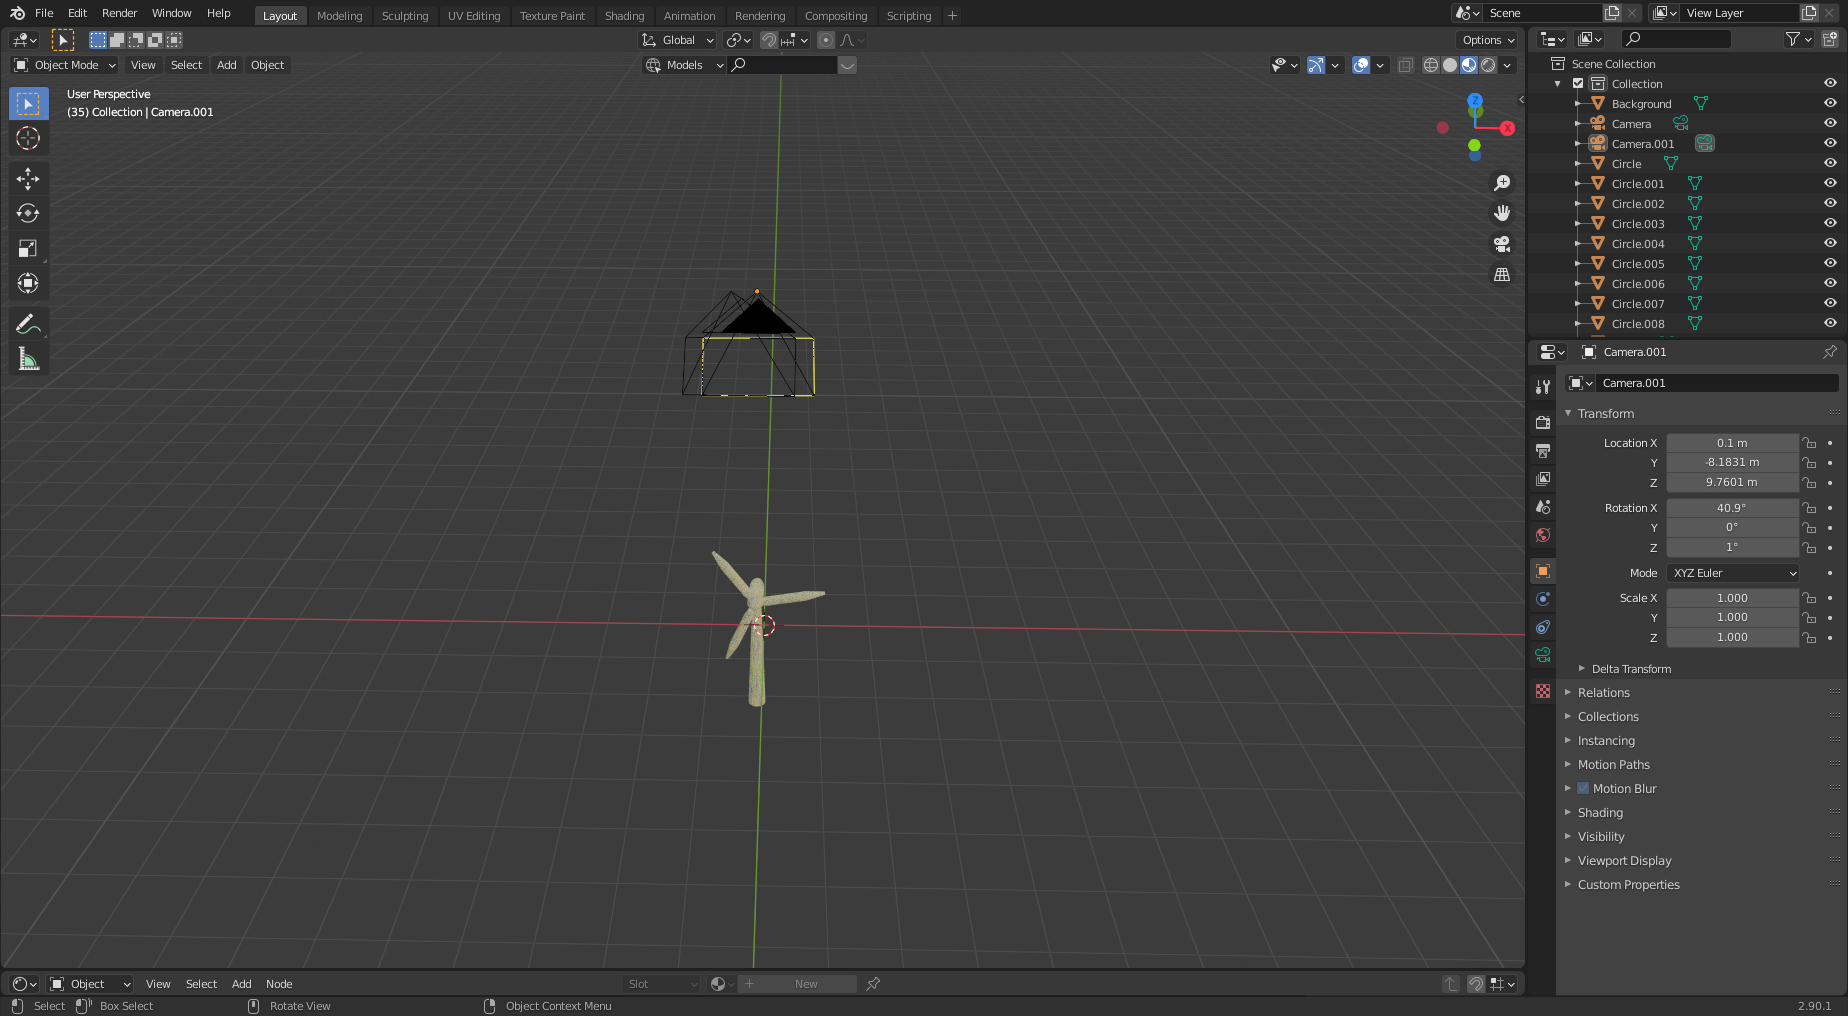 File Edit Render Window Help Layout Modeling Sculpting UV Editing Texture Paint Shading Animation Rendering Compositing Scripting + Scene View Layer
Global Options
Object Mode View Select Add Object Models
User Perspective
(35) Collection | Camera.001
Z
X
Scene Collection
Collection
Background
Camera
Camera.001
Circle
Circle.001
Circle.002
Circle.003
Circle.004
Circle.005
Circle.006
Circle.007
Circle.008
Camera.001
Camera.001
Transform
Location X 0.1 m
Y -8.1831 m
Z 9.7601 m
Rotation X 40.9°
Y 0°
Z 1°
Mode XYZ Euler
Scale X 1.000
Y 1.000
Z 1.000
Delta Transform
Relations
Collections
Instancing
Motion Paths
Motion Blur
Shading
Visibility
Viewport Display
Custom Properties
Object View Select Add Node Slot + New
Select Box Select Rotate View Object Context Menu 2.90.1